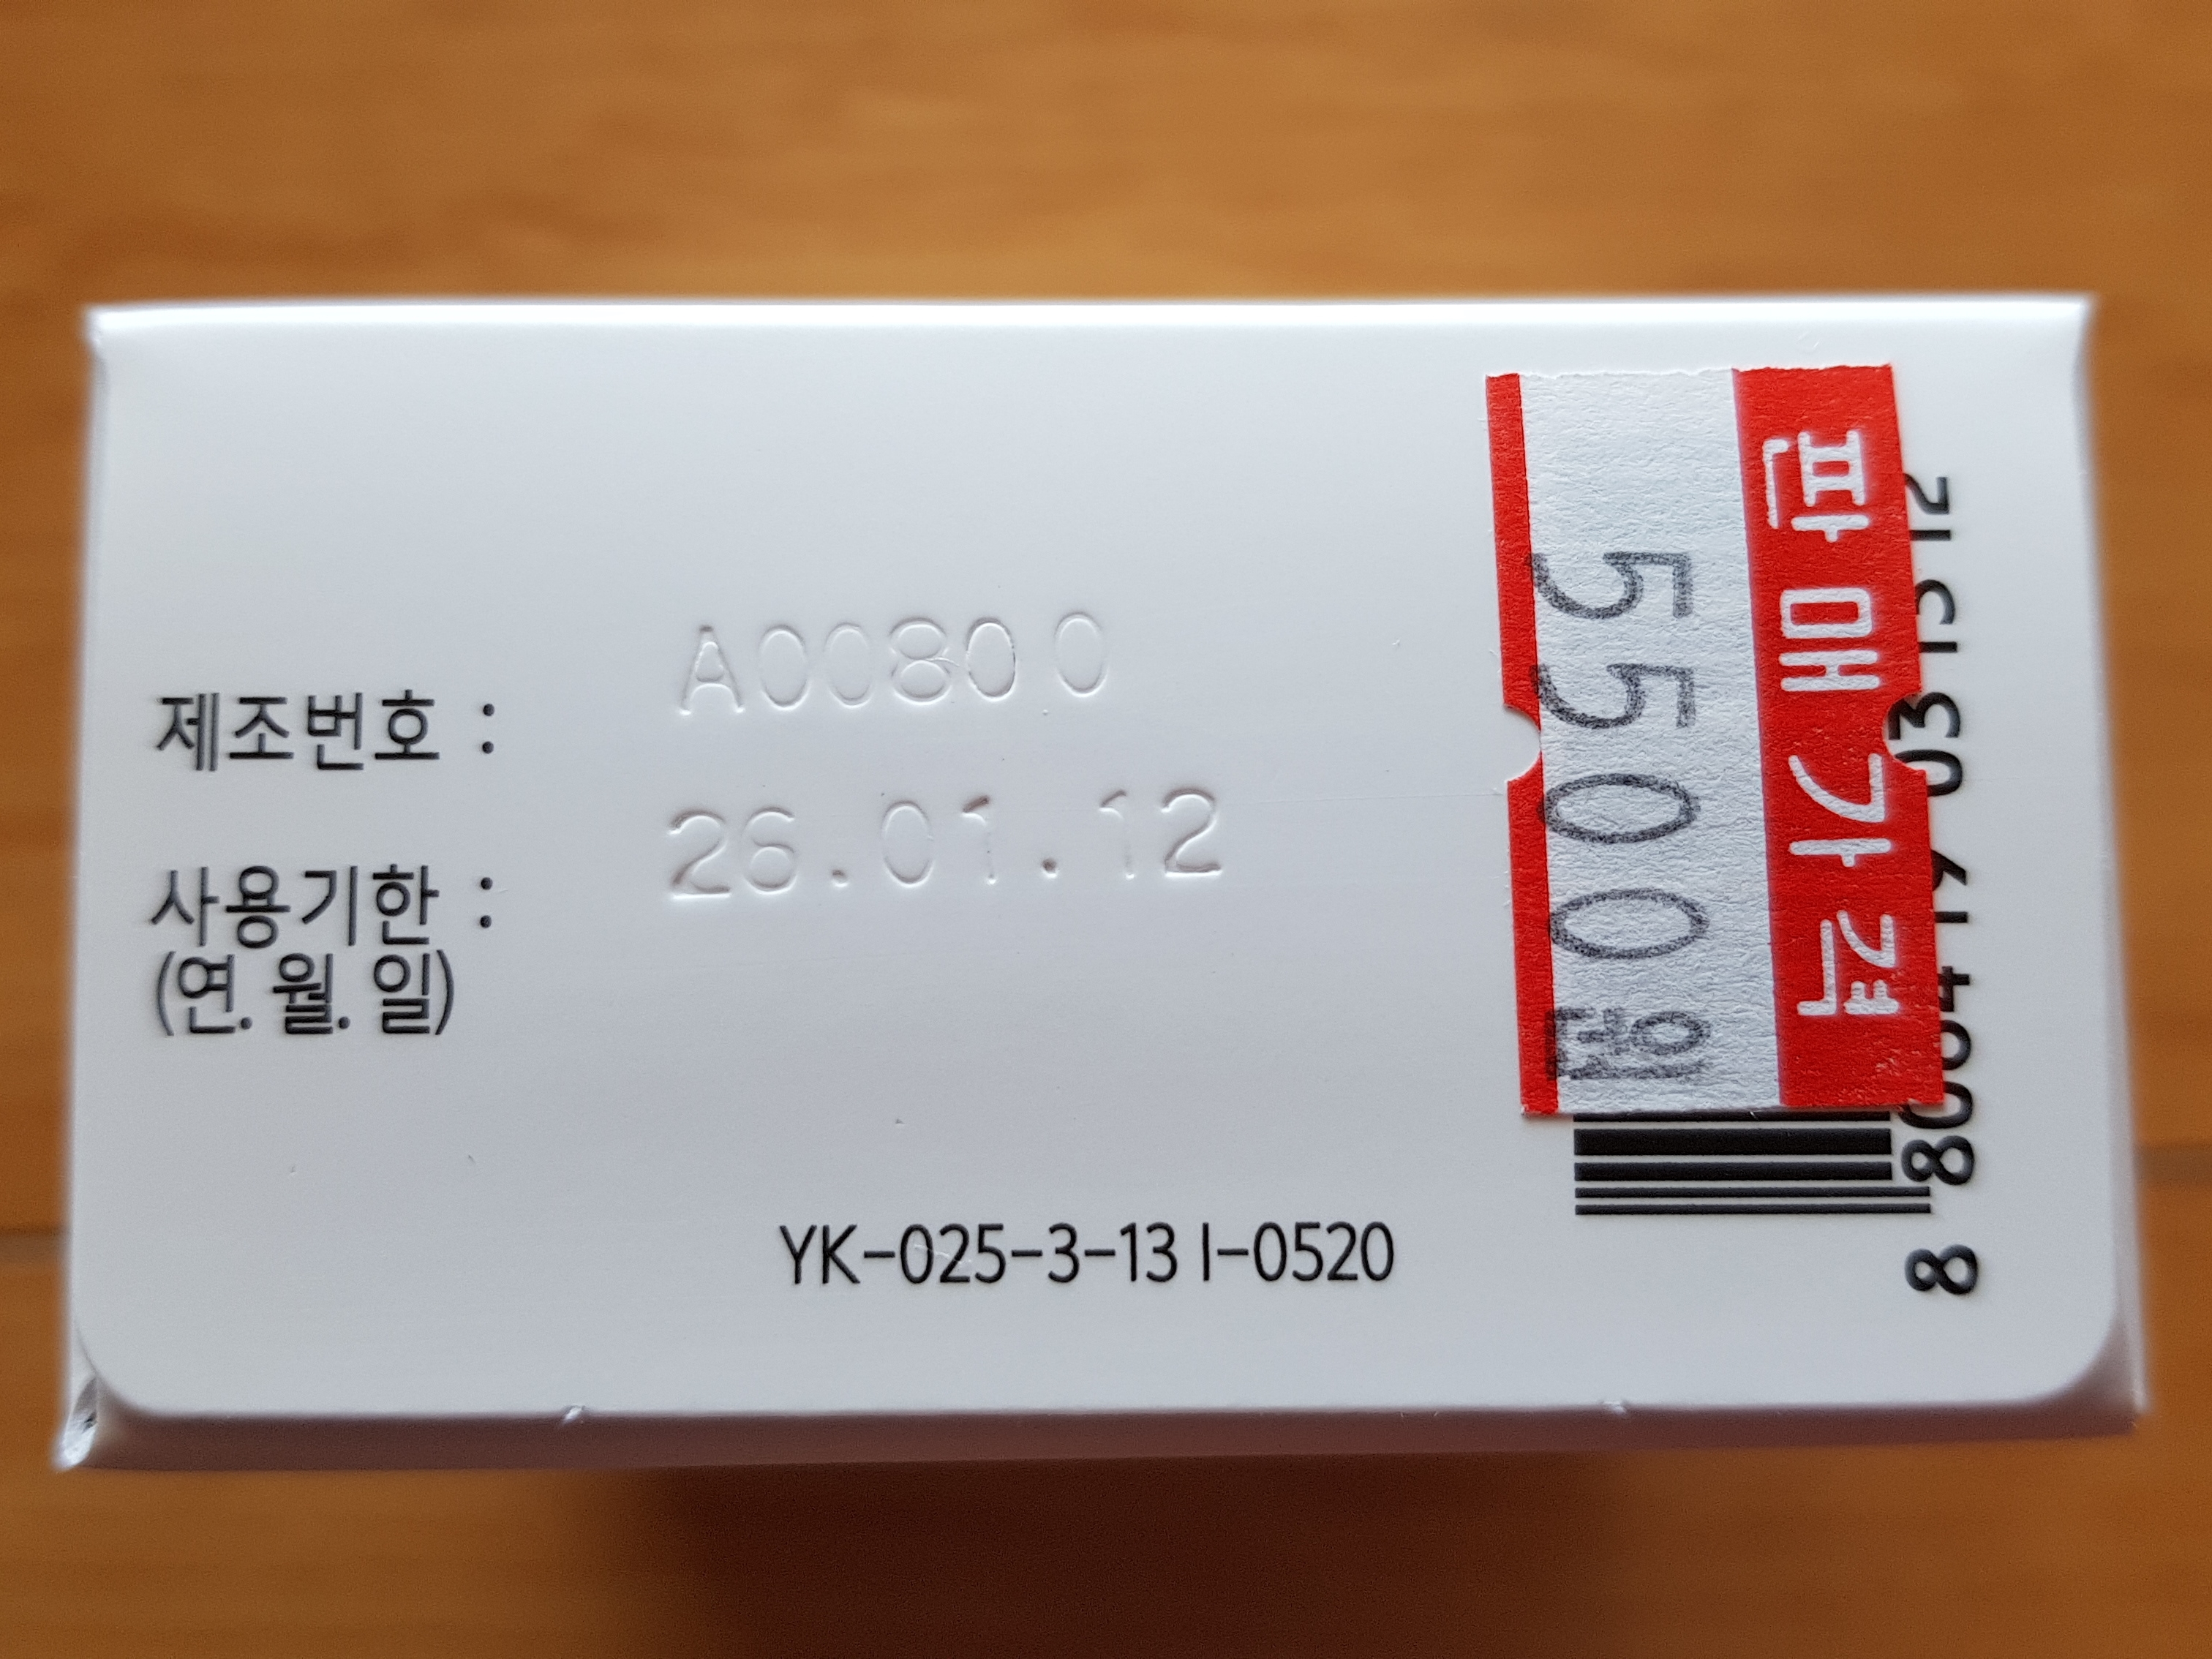 제조번호 : A00800
사용기한 : 26.01.12
(연. 월. 일)
YK-025-3-13 I-0520
판매가격
5500원
8